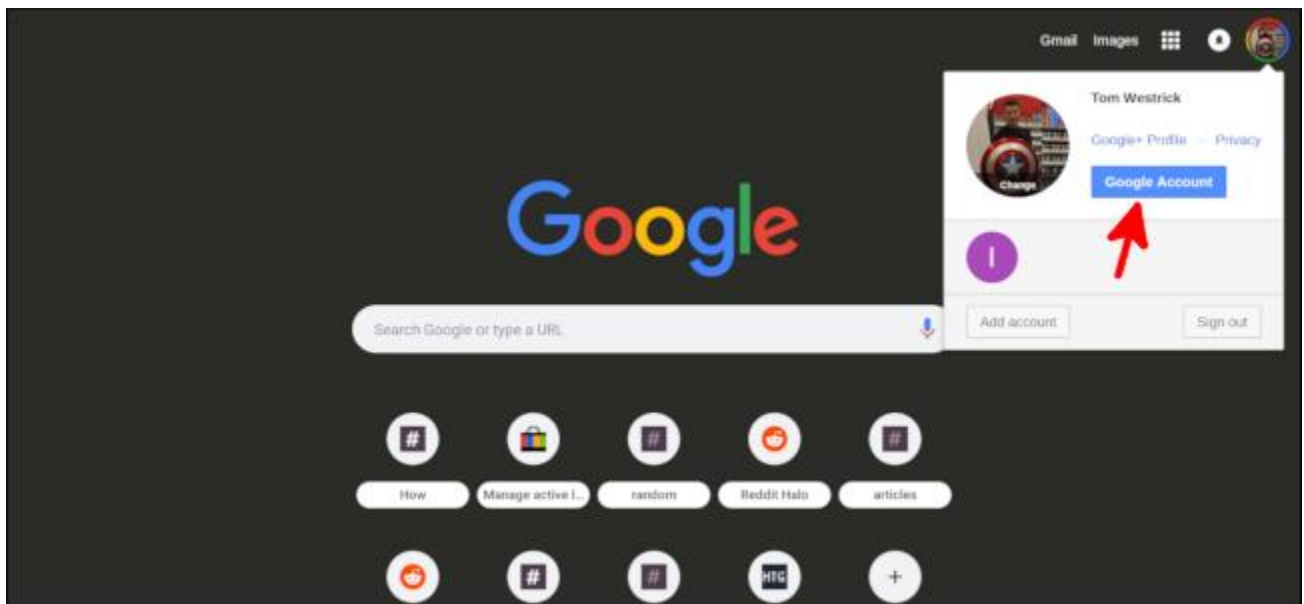 Gmail Images
Tom Westrick
Google+ Profile Privacy
Change
Google Account
Google
I
Search Google or type a URL
Add account Sign out
# # #
How Manage active l... random Reddit Halo articles
# # HTG +